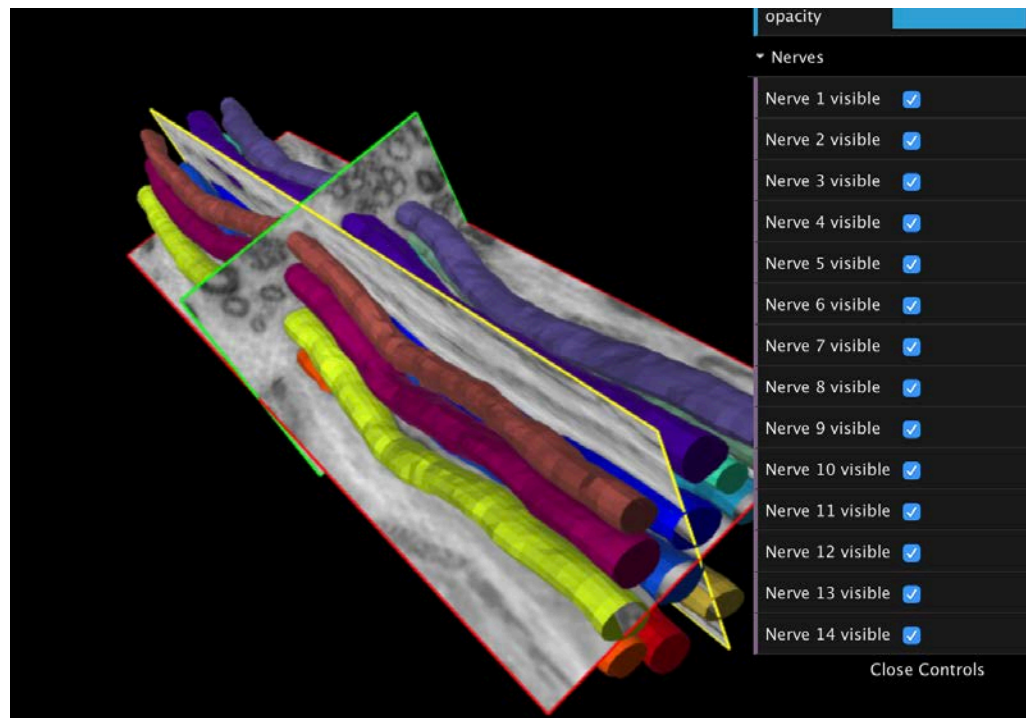 opacity
Nerves
Nerve 1 visible
Nerve 2 visible
Nerve 3 visible
Nerve 4 visible
Nerve 5 visible
Nerve 6 visible
Nerve 7 visible
Nerve 8 visible
Nerve 9 visible
Nerve 10 visible
Nerve 11 visible
Nerve 12 visible
Nerve 13 visible
Nerve 14 visible
Close Controls